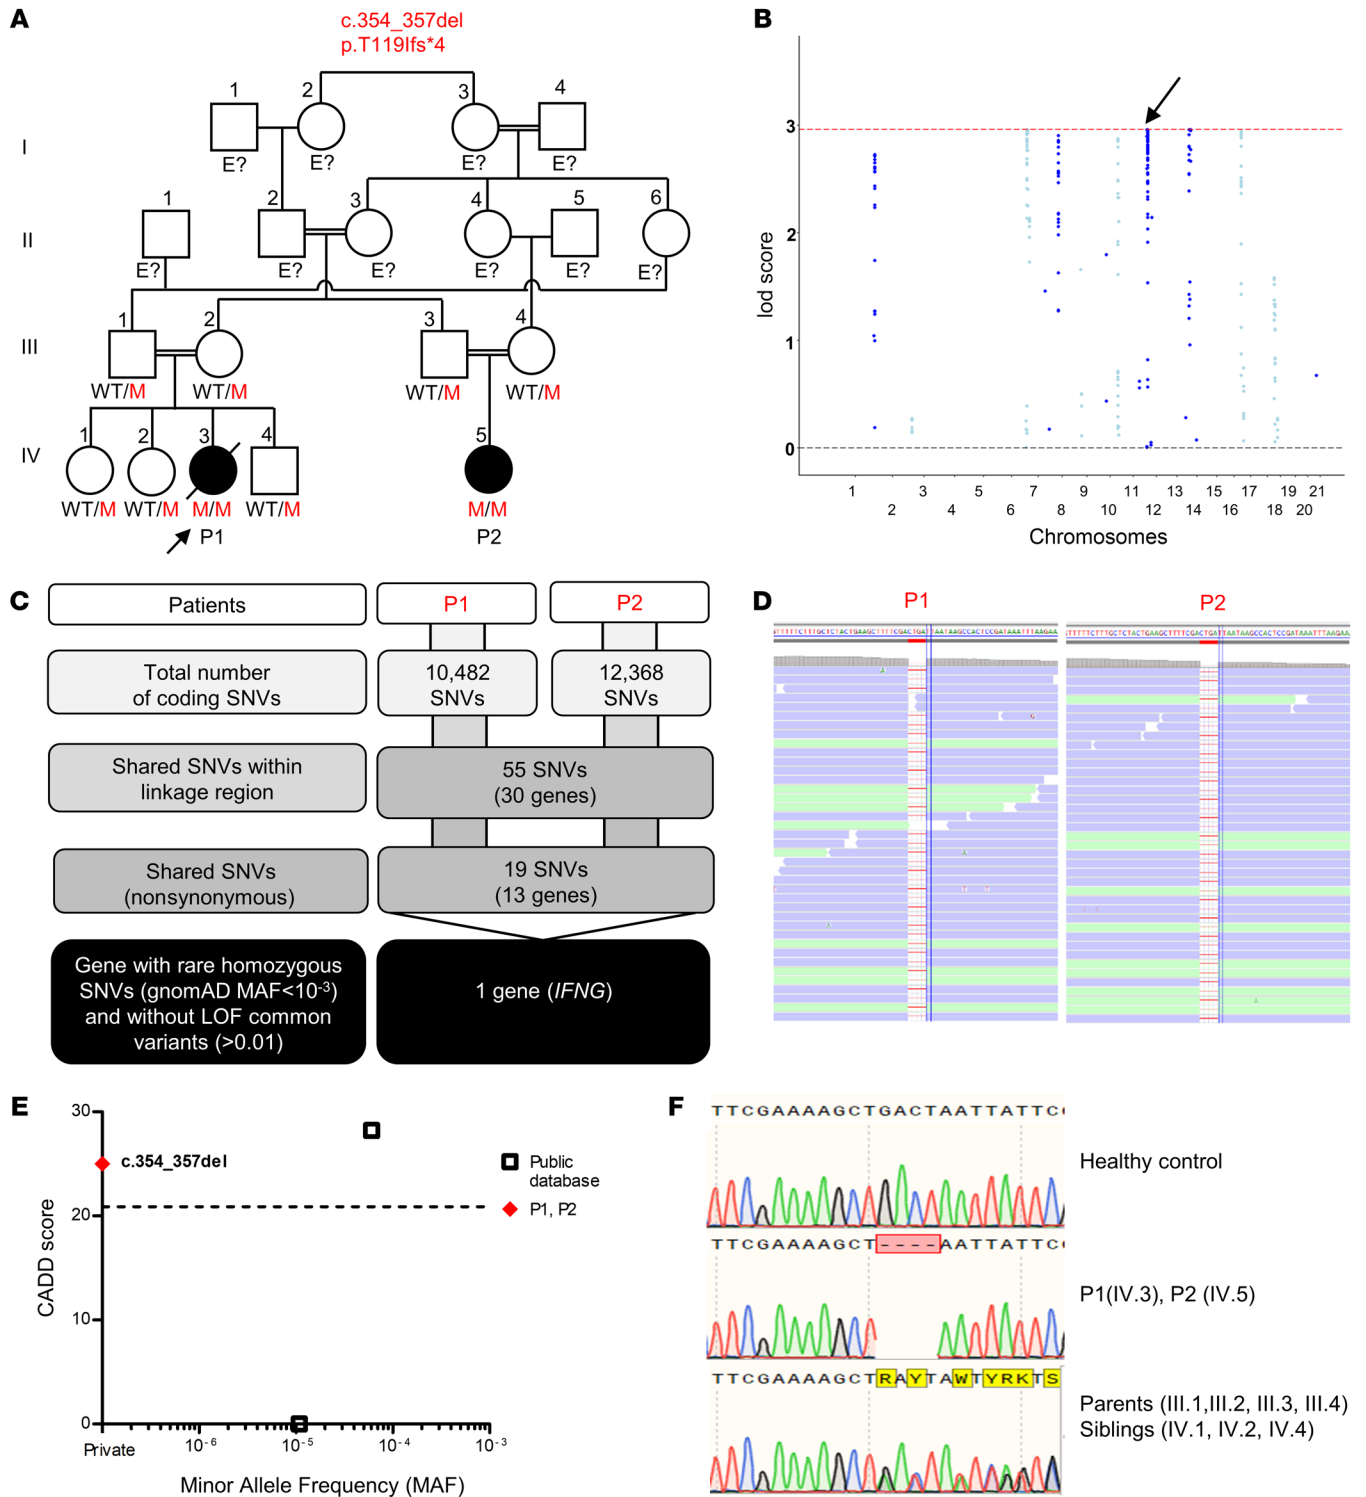 A
c.354_357del
p.T119Ifs*4
1
2
3
4
I
E?
E?
E?
E?
1
2
3
4
5
6
II
E?
E?
E?
E?
E?
E?
1
2
3
4
III
WT/M
WT/M
WT/M
WT/M
1
2
3
4
5
IV
WT/M
WT/M
M/M
WT/M
M/M
P1
P2
B
lod score
3
2
1
0
1
3
5
7
9
11
13
15
17
19
21
2
4
6
8
10
12
14
16
18
20
Chromosomes
C
Patients
P1
P2
Total number
of coding SNVs
10,482
SNVs
12,368
SNVs
Shared SNVs within
linkage region
55 SNVs
(30 genes)
Shared SNVs
(nonsynonymous)
19 SNVs
(13 genes)
Gene with rare homozygous
SNVs (gnomAD MAF<10-3)
and without LOF common
variants (>0.01)
1 gene (IFNG)
D
P1
P2
E
CADD score
30
20
10
0
c.354_357del
Public
database
P1, P2
Private
10-6
10-5
10-4
10-3
Minor Allele Frequency (MAF)
F
TTCGAAAAGCTGACTAATTATTC
Healthy control
TTCGAAAAGCT----AATTATTC
P1(IV.3), P2 (IV.5)
TTCGAAAAGCTRAYTAWTYRKTS
Parents (III.1,III.2, III.3, III.4)
Siblings (IV.1, IV.2, IV.4)